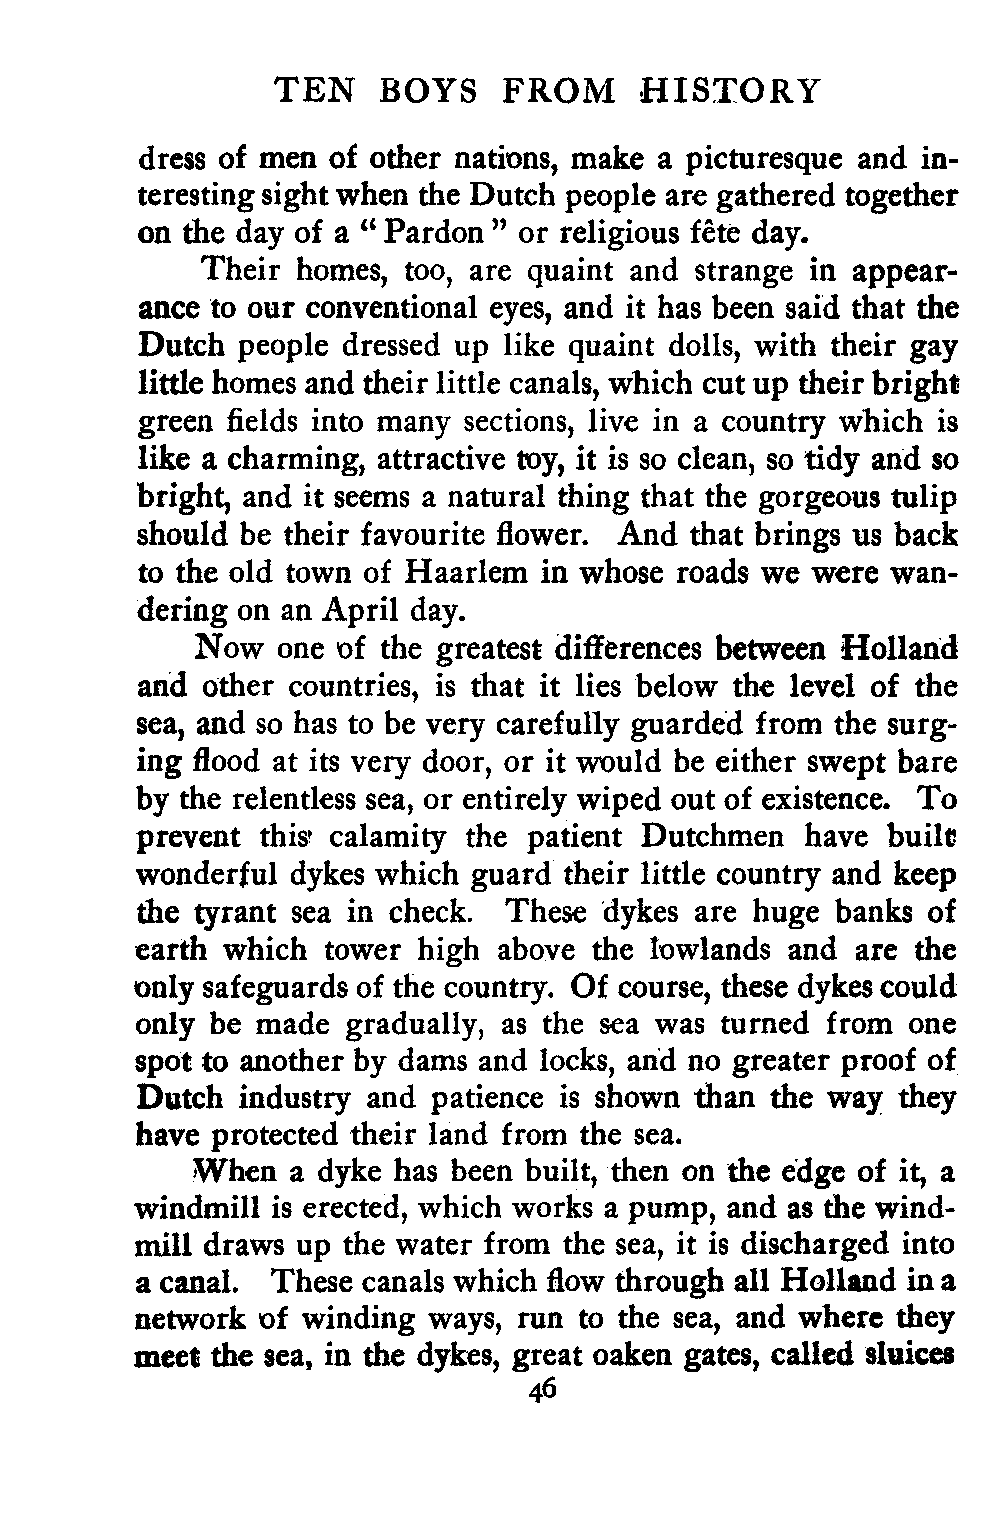 TEN BOYS FROM HISTORY
dress of men of other nations, make a picturesque and in-
teresting sight when the Dutch people are gathered together
on the day of a “ Pardon ” or religious fête day.
Their homes, too, are quaint and strange in appear-
ance to our conventional eyes, and it has been said that the
Dutch people dressed up like quaint dolls, with their gay
little homes and their little canals, which cut up their bright
green fields into many sections, live in a country which is
like a charming, attractive toy, it is so clean, so tidy and so
bright, and it seems a natural thing that the gorgeous tulip
should be their favourite flower. And that brings us back
to the old town of Haarlem in whose roads we were wan-
dering on an April day.
Now one of the greatest differences between Holland
and other countries, is that it lies below the level of the
sea, and so has to be very carefully guarded from the surg-
ing flood at its very door, or it would be either swept bare
by the relentless sea, or entirely wiped out of existence. To
prevent this calamity the patient Dutchmen have built
wonderful dykes which guard their little country and keep
the tyrant sea in check. These dykes are huge banks of
earth which tower high above the lowlands and are the
only safeguards of the country. Of course, these dykes could
only be made gradually, as the sea was turned from one
spot to another by dams and locks, and no greater proof of
Dutch industry and patience is shown than the way they
have protected their land from the sea.
When a dyke has been built, then on the edge of it, a
windmill is erected, which works a pump, and as the wind-
mill draws up the water from the sea, it is discharged into
a canal. These canals which flow through all Holland in a
network of winding ways, run to the sea, and where they
meet the sea, in the dykes, great oaken gates, called sluices
46